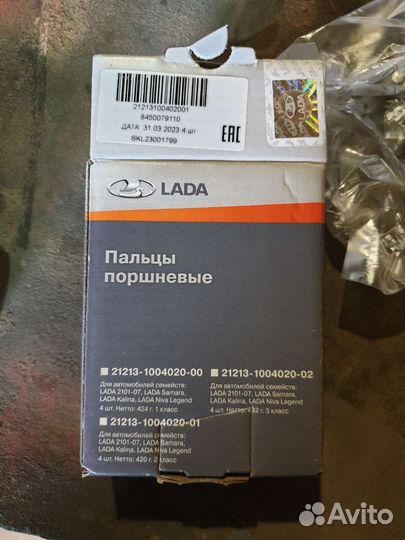 21213100402001
8450079110
ДАТА 31.03.2023 4 шт
SKL23001799
EAC
LADA
LADA
Пальцы
поршневые
21213-1004020-00
Для автомобилей семейств:
LADA 2101-07, LADA Samara,
LADA Kalina, LADA Niva Legend
4 шт. Нетто: 424 г. 1 класс
21213-1004020-02
Для автомобилей семейств:
LADA 2101-07, LADA Samara,
LADA Kalina, LADA Niva Legend
4 шт. Нетто: 432 г. 3 класс
21213-1004020-01
Для автомобилей семейств:
LADA 2101-07, LADA Samara,
LADA Kalina, LADA Niva Legend
4 шт. Нетто: 420 г. 2 класс
Avito